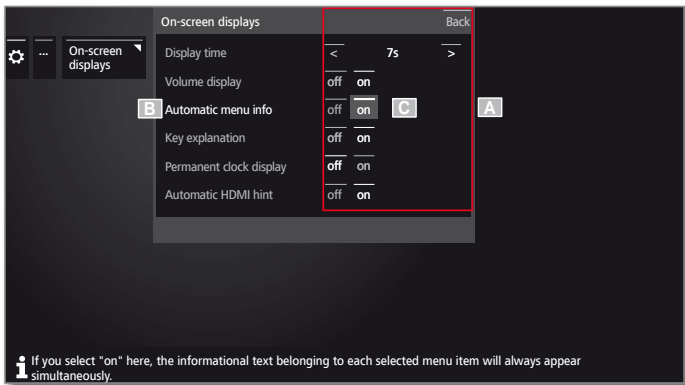 On-screen displays Back
... On-screen
displays
Display time < 7s >
Volume display off on
B Automatic menu info off on C A
Key explanation off on
Permanent clock display off on
Automatic HDMI hint off on
i If you select "on" here, the informational text belonging to each selected menu item will always appear
simultaneously.